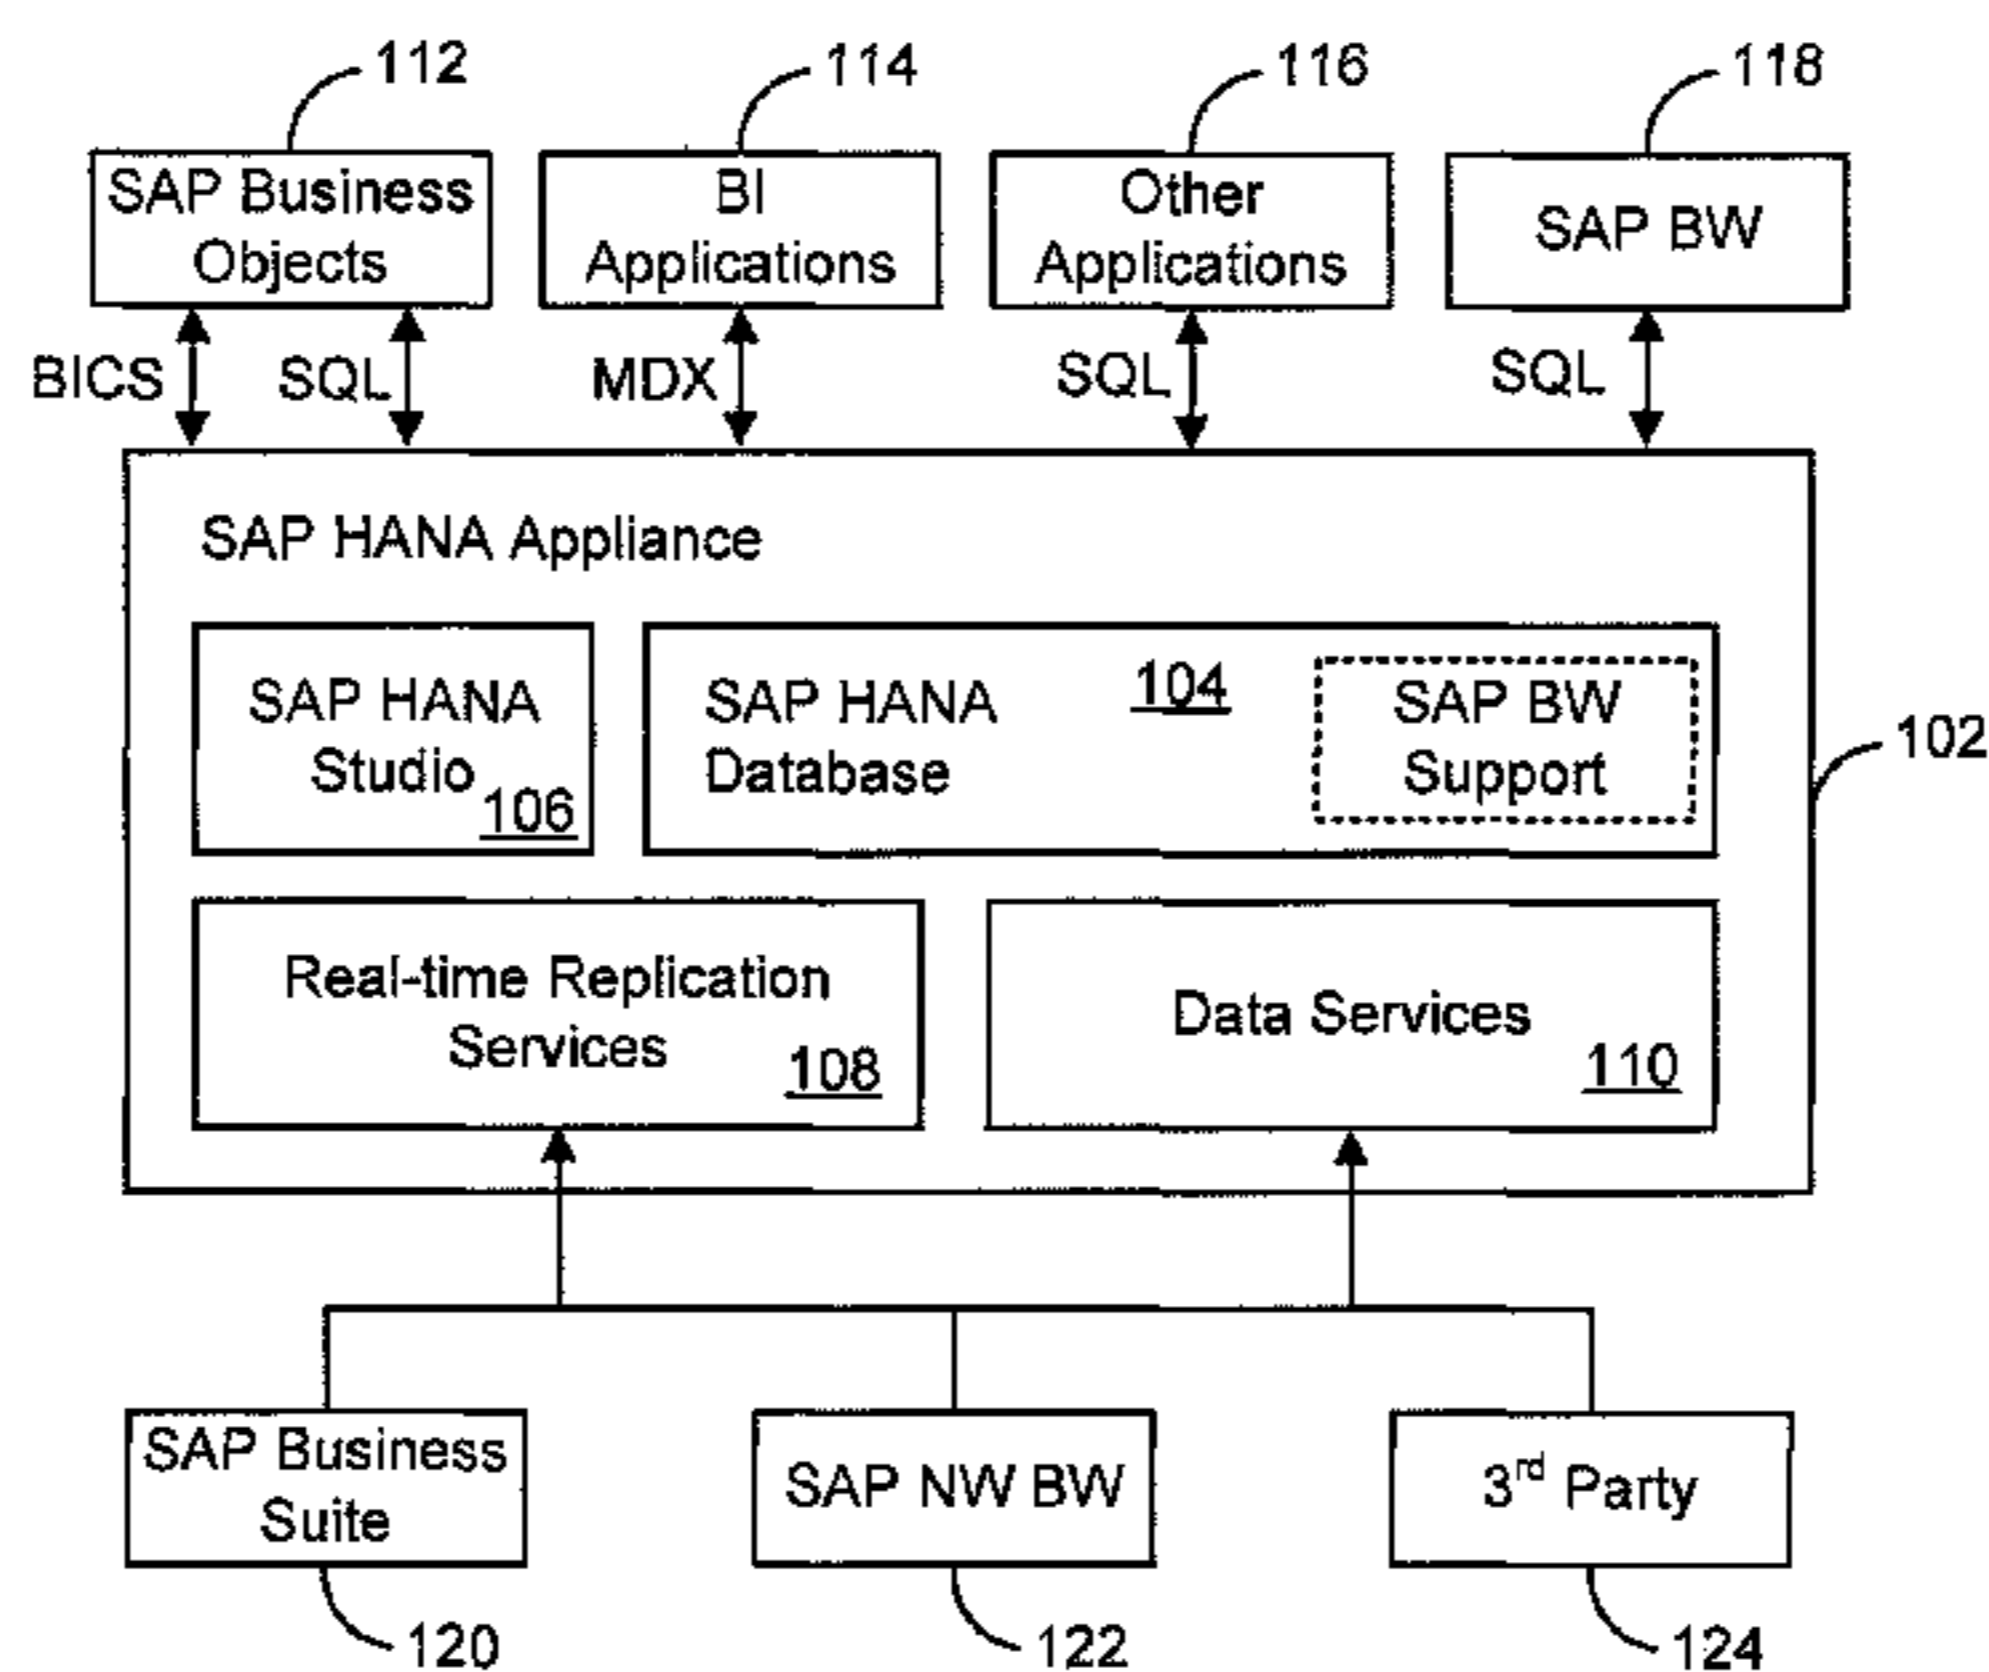 112
114
116
118
SAP Business
Objects
BI
Applications
Other
Applications
SAP BW
BICS
SQL
MDX
SQL
SQL
SAP HANA Appliance
SAP HANA
Studio
106
SAP HANA
Database
104
SAP BW
Support
102
Real-time Replication
Services
108
Data Services
110
SAP Business
Suite
SAP NW BW
3rd Party
120
122
124